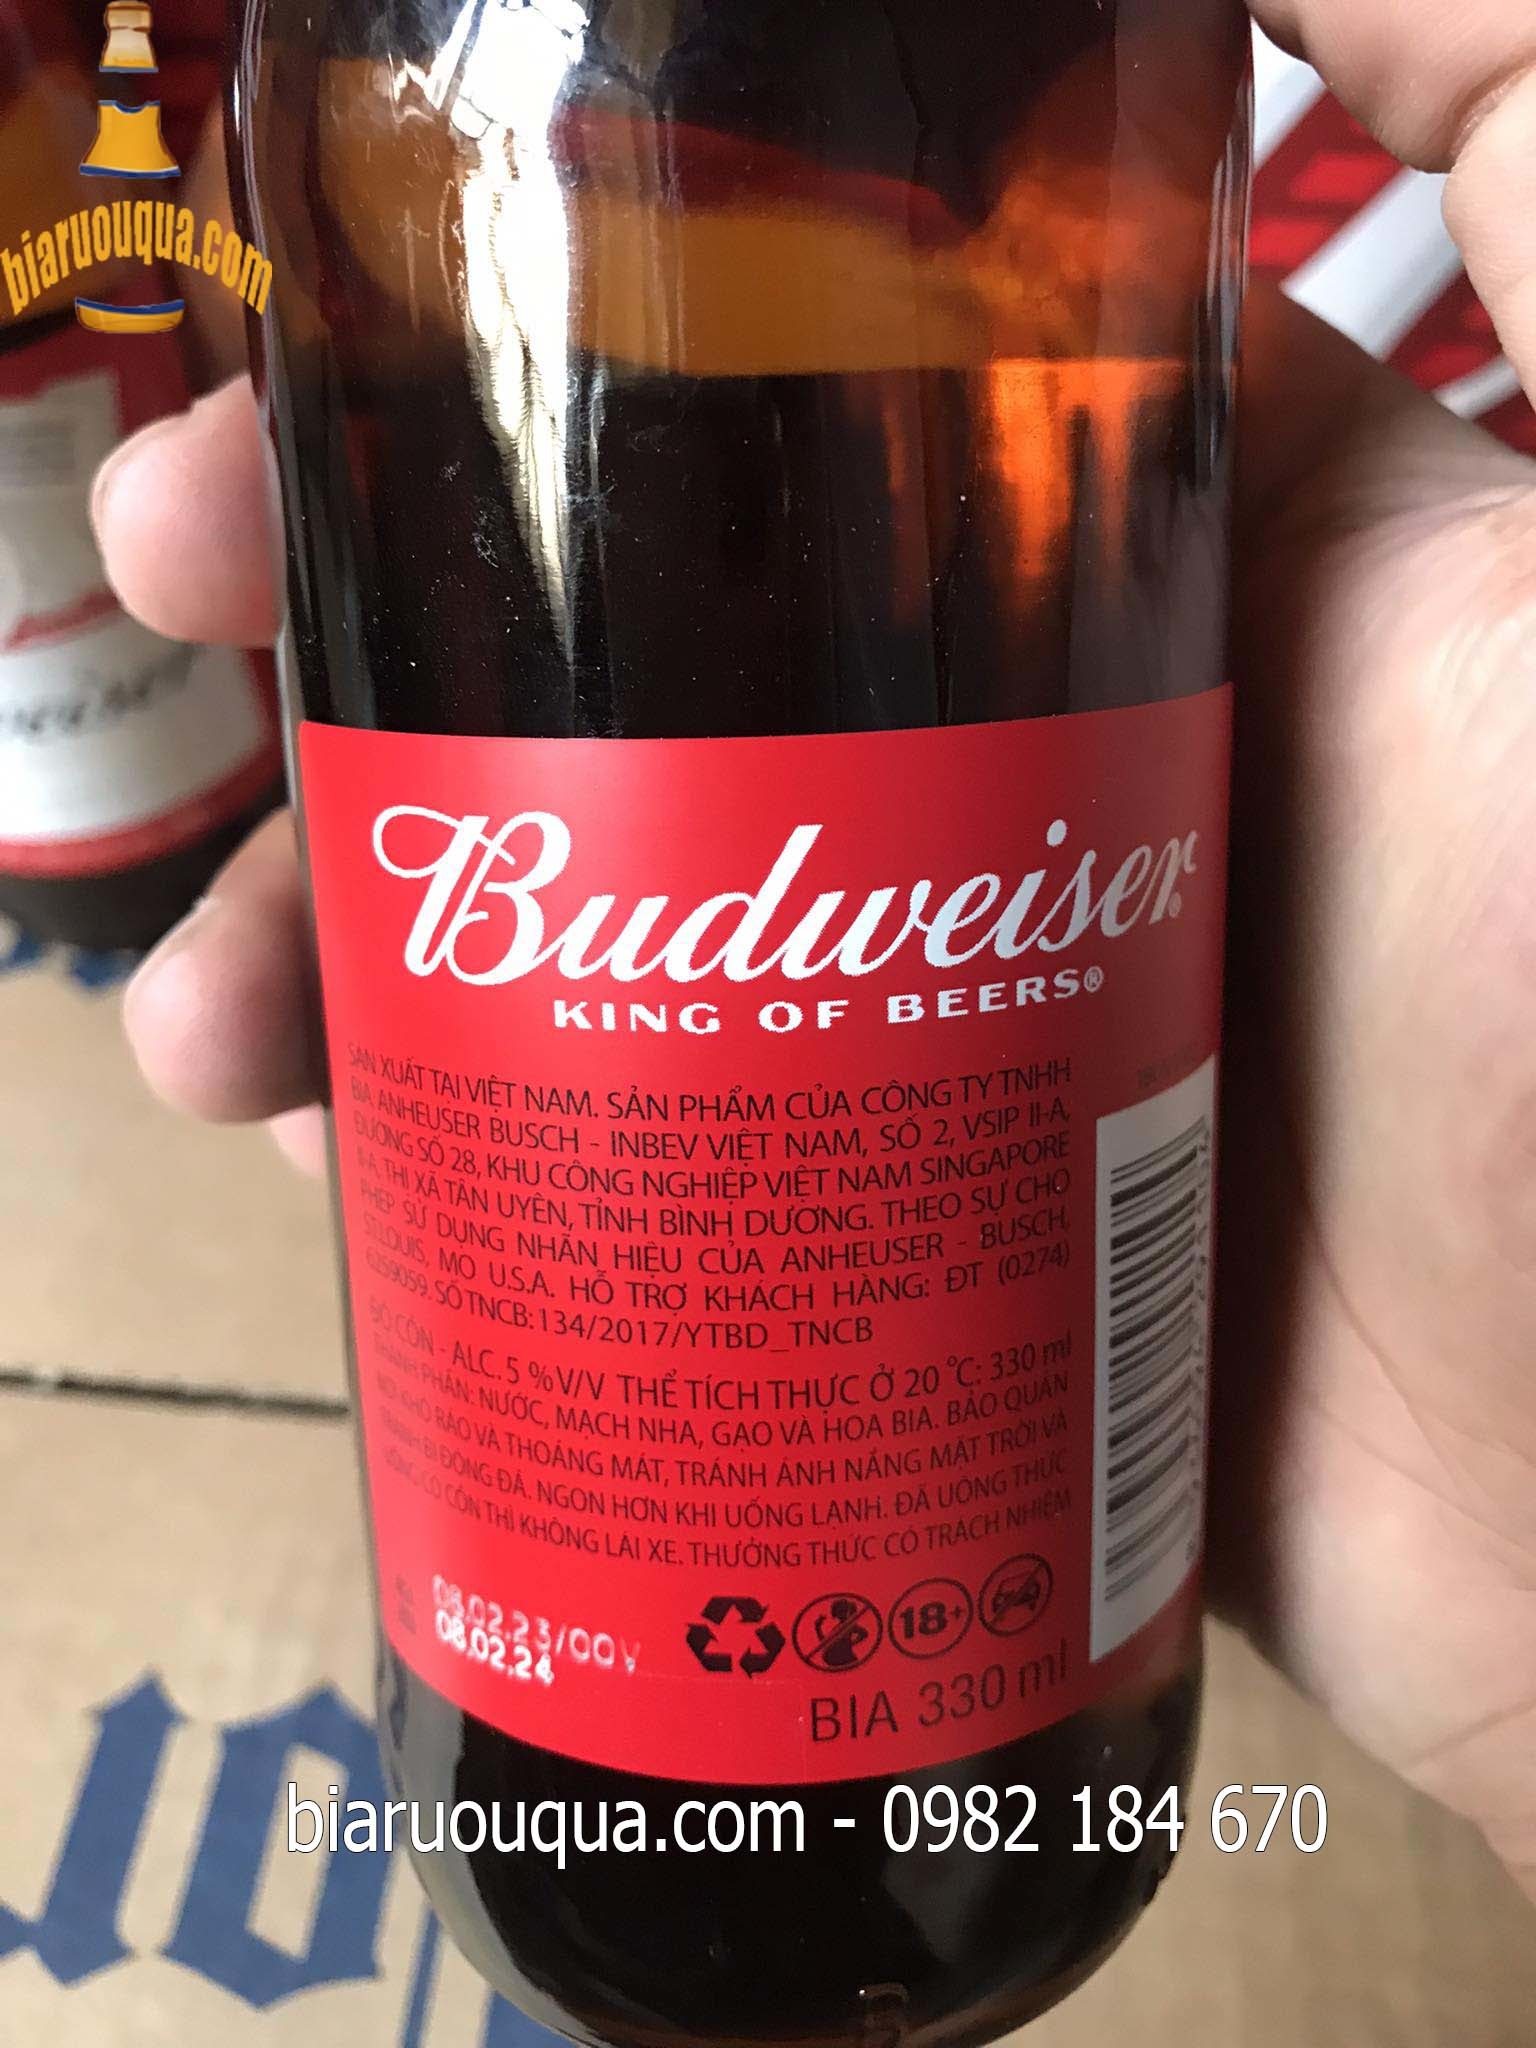 biaruouqua.com
Budweiser
KING OF BEERS®
SẢN XUẤT TẠI VIỆT NAM. SẢN PHẨM CỦA CÔNG TY TNHH
BIA ANHEUSER BUSCH - INBEV VIỆT NAM, SỐ 2, VSIP II-A,
ĐƯỜNG SỐ 28, KHU CÔNG NGHIỆP VIỆT NAM SINGAPORE
II-A, THỊ XÃ TÂN UYÊN, TỈNH BÌNH DƯƠNG. THEO SỰ CHO
PHÉP SỬ DỤNG NHÃN HIỆU CỦA ANHEUSER - BUSCH,
ST.LOUIS, MO U.S.A. HỖ TRỢ KHÁCH HÀNG: ĐT (0274)
6259059. SỐ TNCB: 134/2017/YTBD_TNCB
ĐỘ CỒN - ALC. 5 %V/V THỂ TÍCH THỰC Ở 20 °C: 330 ml
THÀNH PHẦN: NƯỚC, MẠCH NHA, GẠO VÀ HOA BIA. BẢO QUẢN
NƠI KHÔ RÁO VÀ THOÁNG MÁT, TRÁNH ÁNH NẮNG MẶT TRỜI VÀ
TRÁNH ĐỂ ĐÔNG ĐÁ. NGON HƠN KHI UỐNG LẠNH. ĐÃ UỐNG THỨC
UỐNG CÓ CỒN THÌ KHÔNG LÁI XE. THƯỞNG THỨC CÓ TRÁCH NHIỆM
08.02.23/00V
08.02.24
18+
BIA 330 ml
biaruouqua.com - 0982 184 670